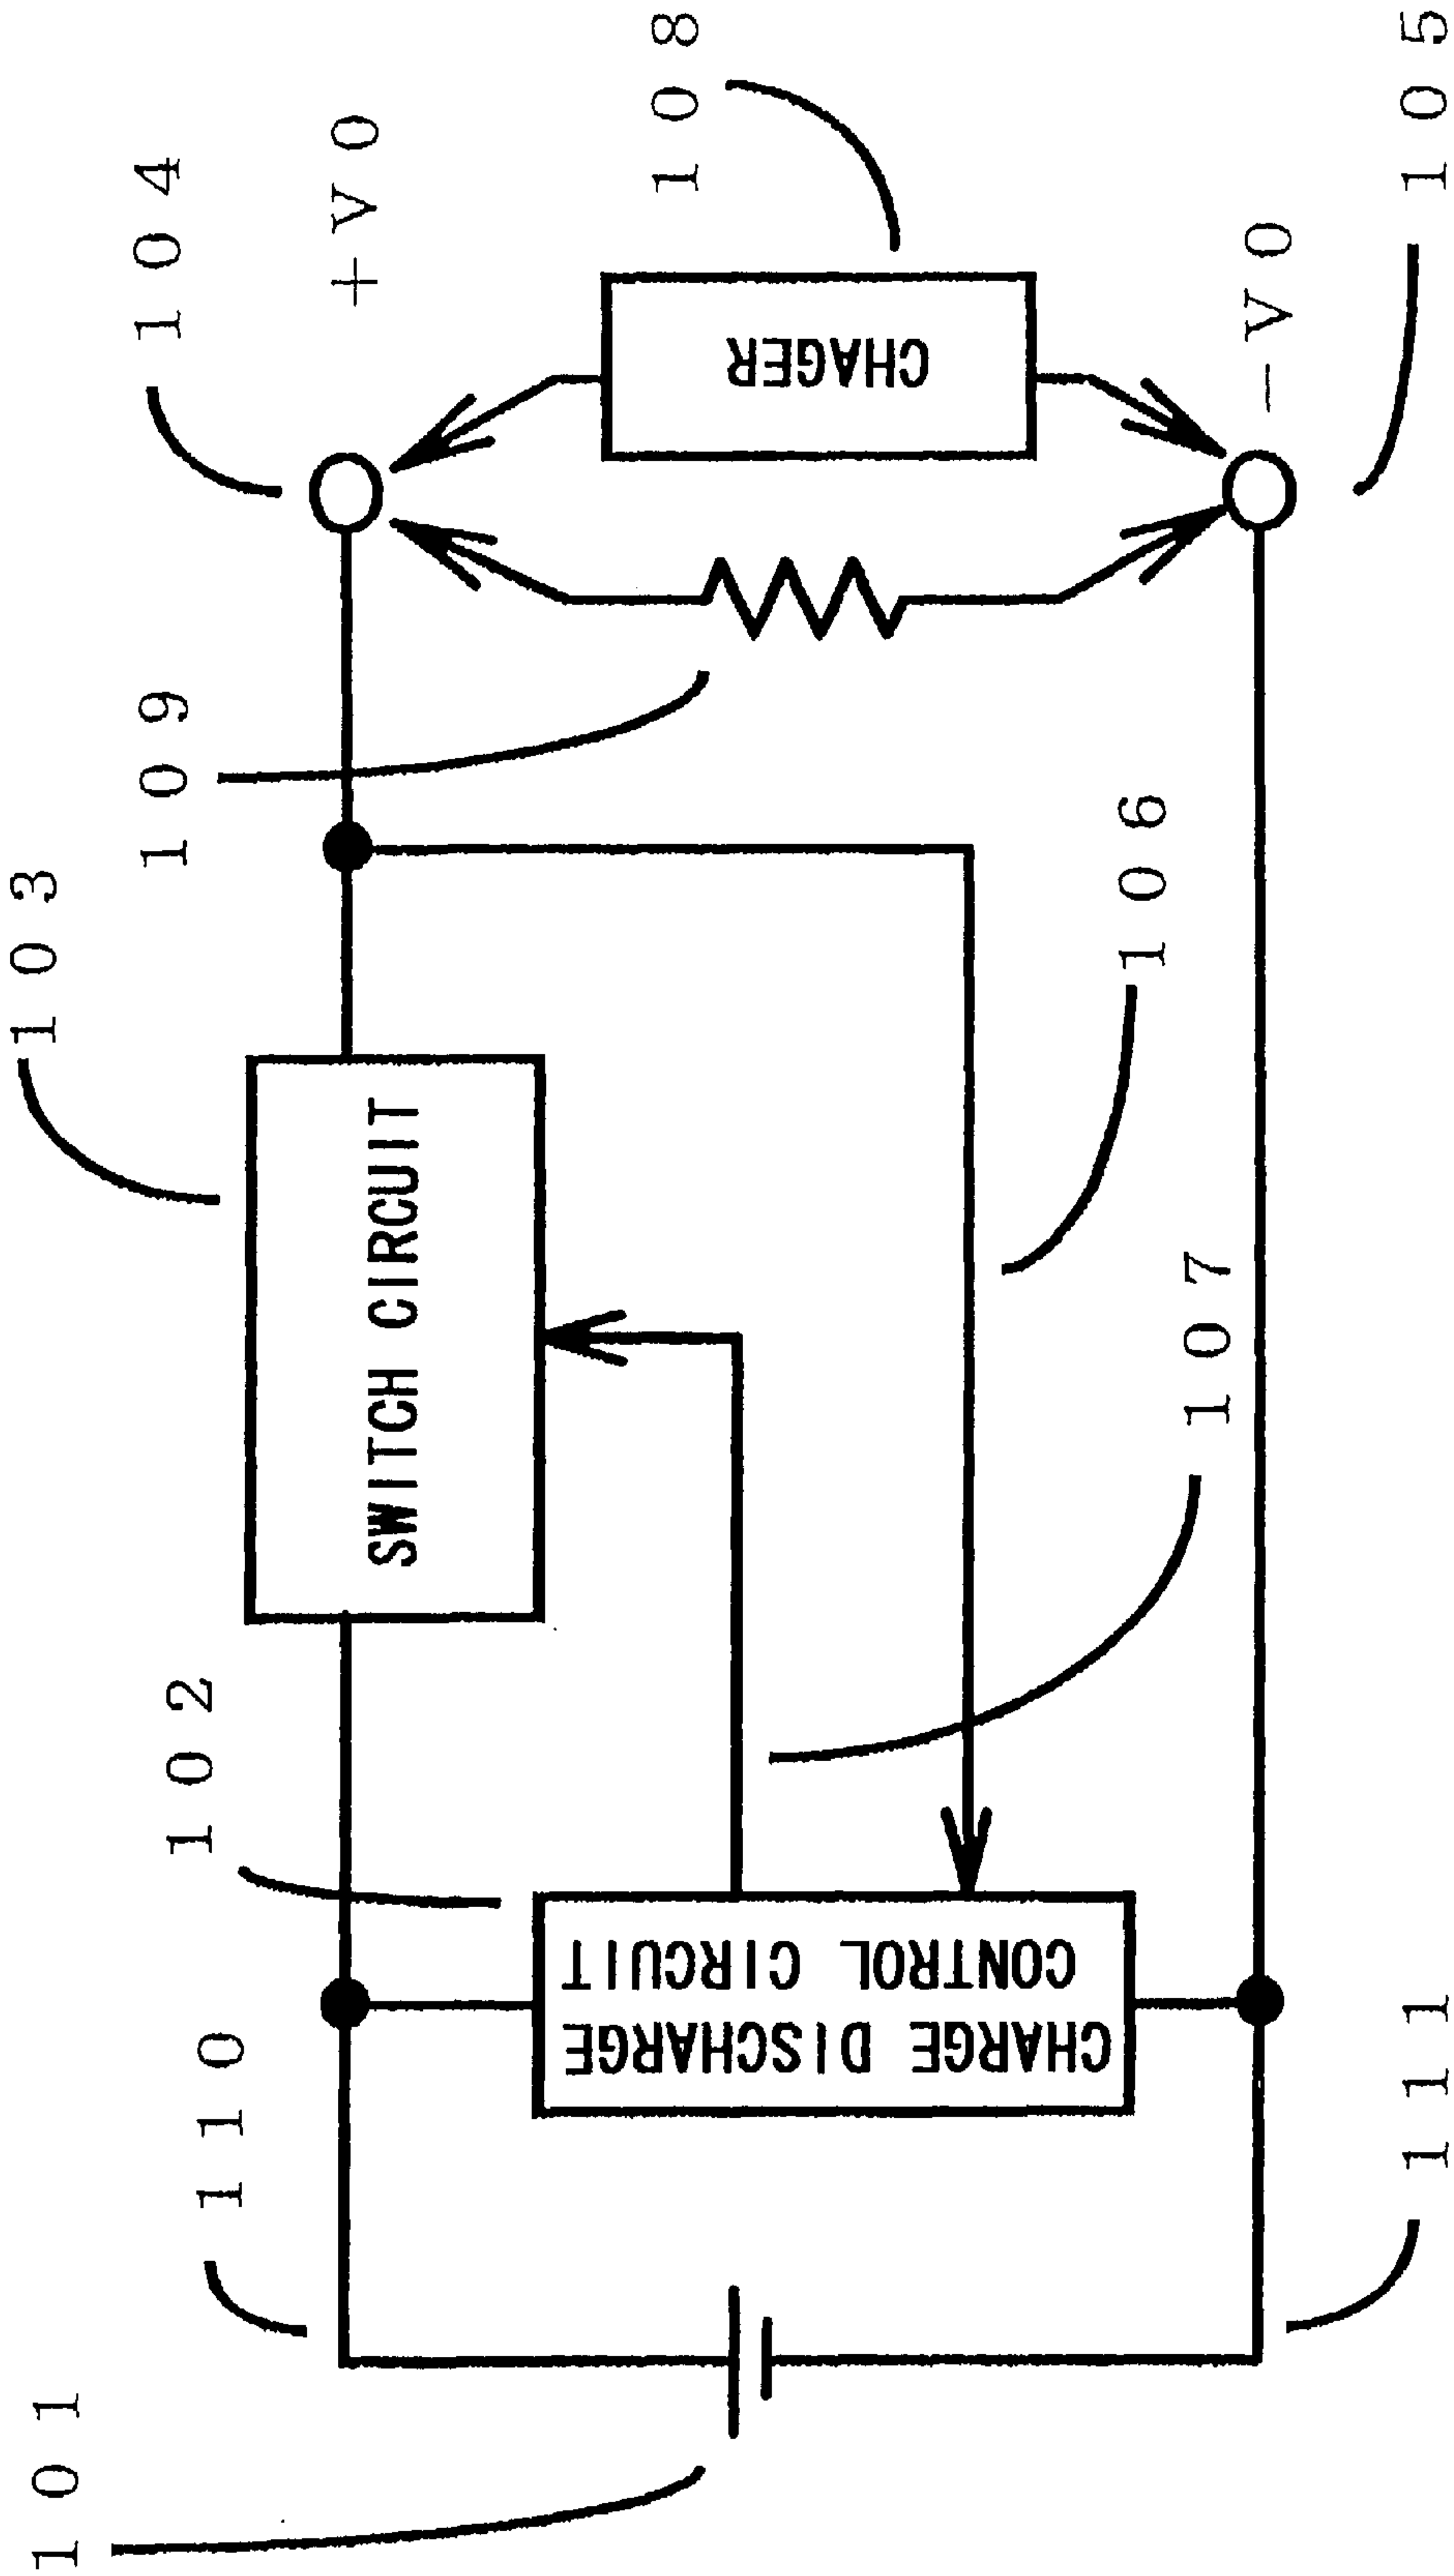 103
104
109
102
110
101
+V0
SWITCH CIRCUIT
108
CHAGER
CHARGE DISCHARGE
CONTROL CIRCUIT
106
107
-V0
105
111